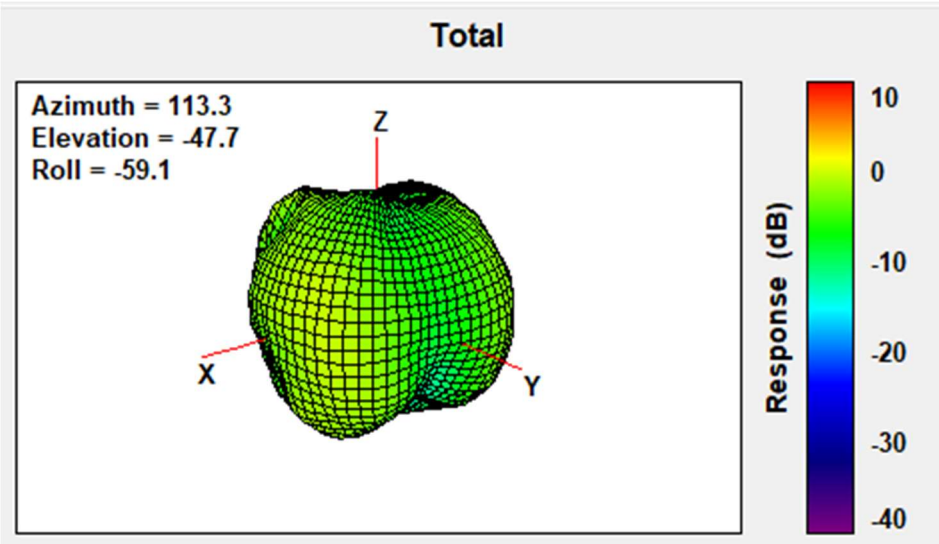 Total
Azimuth = 113.3
Elevation = -47.7
Roll = -59.1
Z
X
Y
Response (dB)
10
0
-10
-20
-30
-40